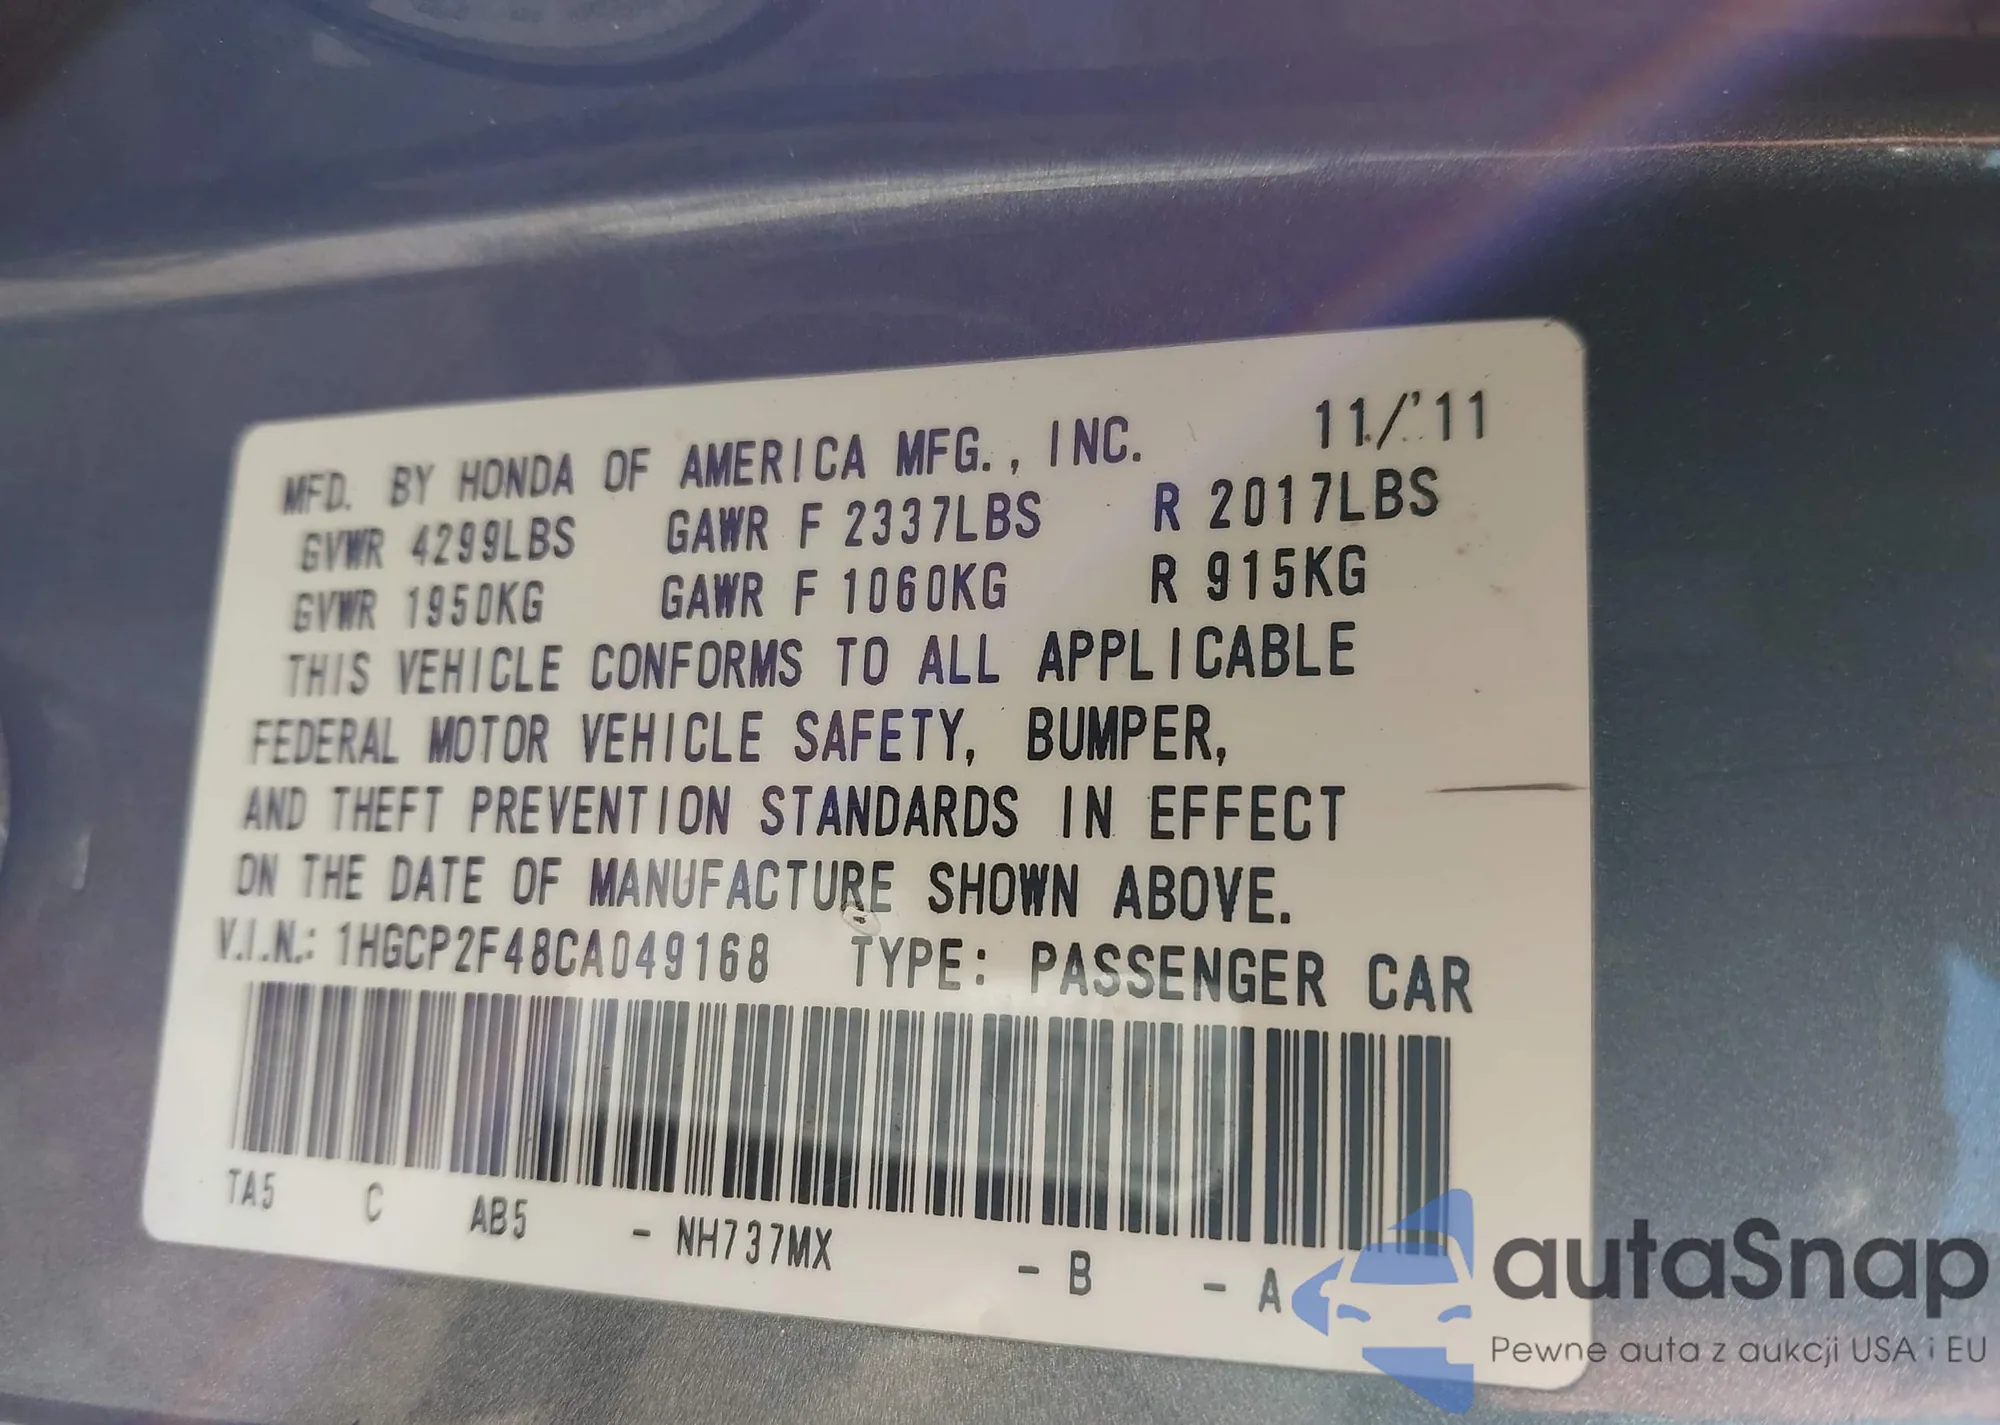 MFD. BY HONDA OF AMERICA MFG., INC. 11/'11
GVWR 4299LBS GAWR F 2337LBS R 2017LBS
GVWR 1950KG GAWR F 1060KG R 915KG
THIS VEHICLE CONFORMS TO ALL APPLICABLE
FEDERAL MOTOR VEHICLE SAFETY, BUMPER,
AND THEFT PREVENTION STANDARDS IN EFFECT
ON THE DATE OF MANUFACTURE SHOWN ABOVE.
V.I.N.: 1HGCP2F48CA049168 TYPE: PASSENGER CAR
TA5 C AB5 - NH737MX - B - A
autaSnap
Pewne auta z aukcji USA i EU